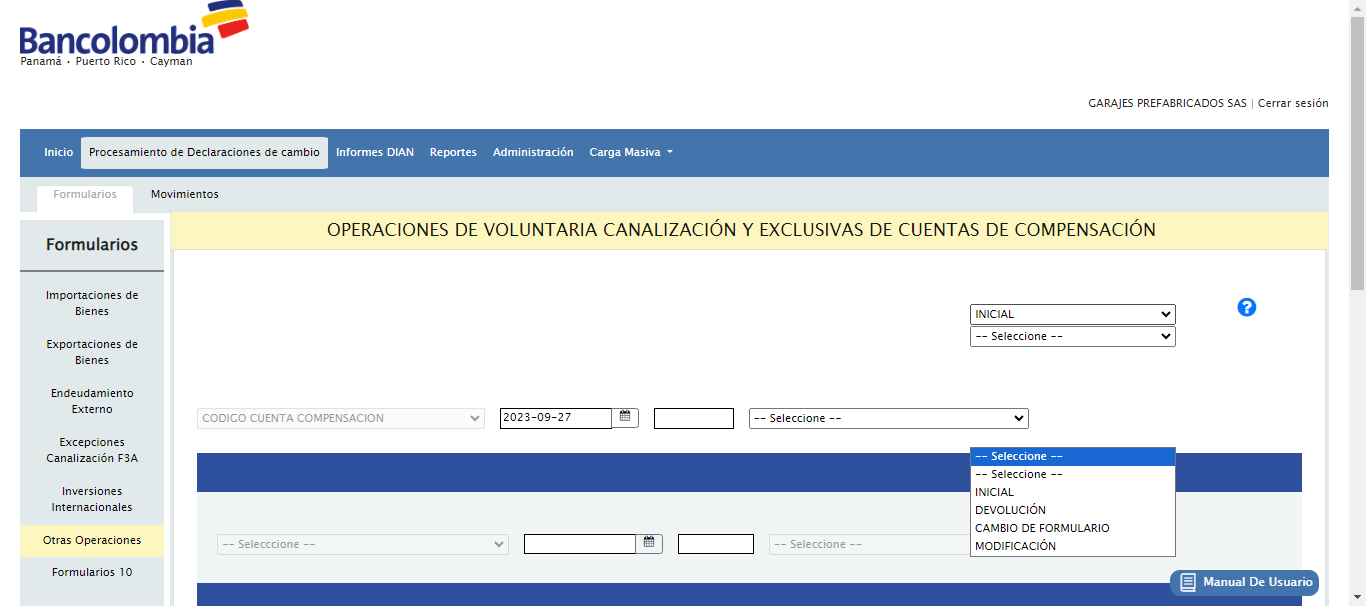 Bancolombia
Panamá · Puerto Rico · Cayman
GARAJES PREFABRICADOS SAS | Cerrar sesión
Inicio Procesamiento de Declaraciones de cambio Informes DIAN Reportes Administración Carga Masiva
Formularios Movimientos
OPERACIONES DE VOLUNTARIA CANALIZACIÓN Y EXCLUSIVAS DE CUENTAS DE COMPENSACIÓN
Formularios
Importaciones de
Bienes
Exportaciones de
Bienes
Endeudamiento
Externo
Excepciones
Canalización F3A
Inversiones
Internacionales
Otras Operaciones
Formularios 10
INICIAL
?
-- Seleccione --
CODIGO CUENTA COMPENSACION 2023-09-27 -- Seleccione --
-- Seleccione --
-- Seleccione --
INICIAL
DEVOLUCIÓN
CAMBIO DE FORMULARIO
MODIFICACIÓN
-- Selecccione -- -- Seleccione --
Manual De Usuario